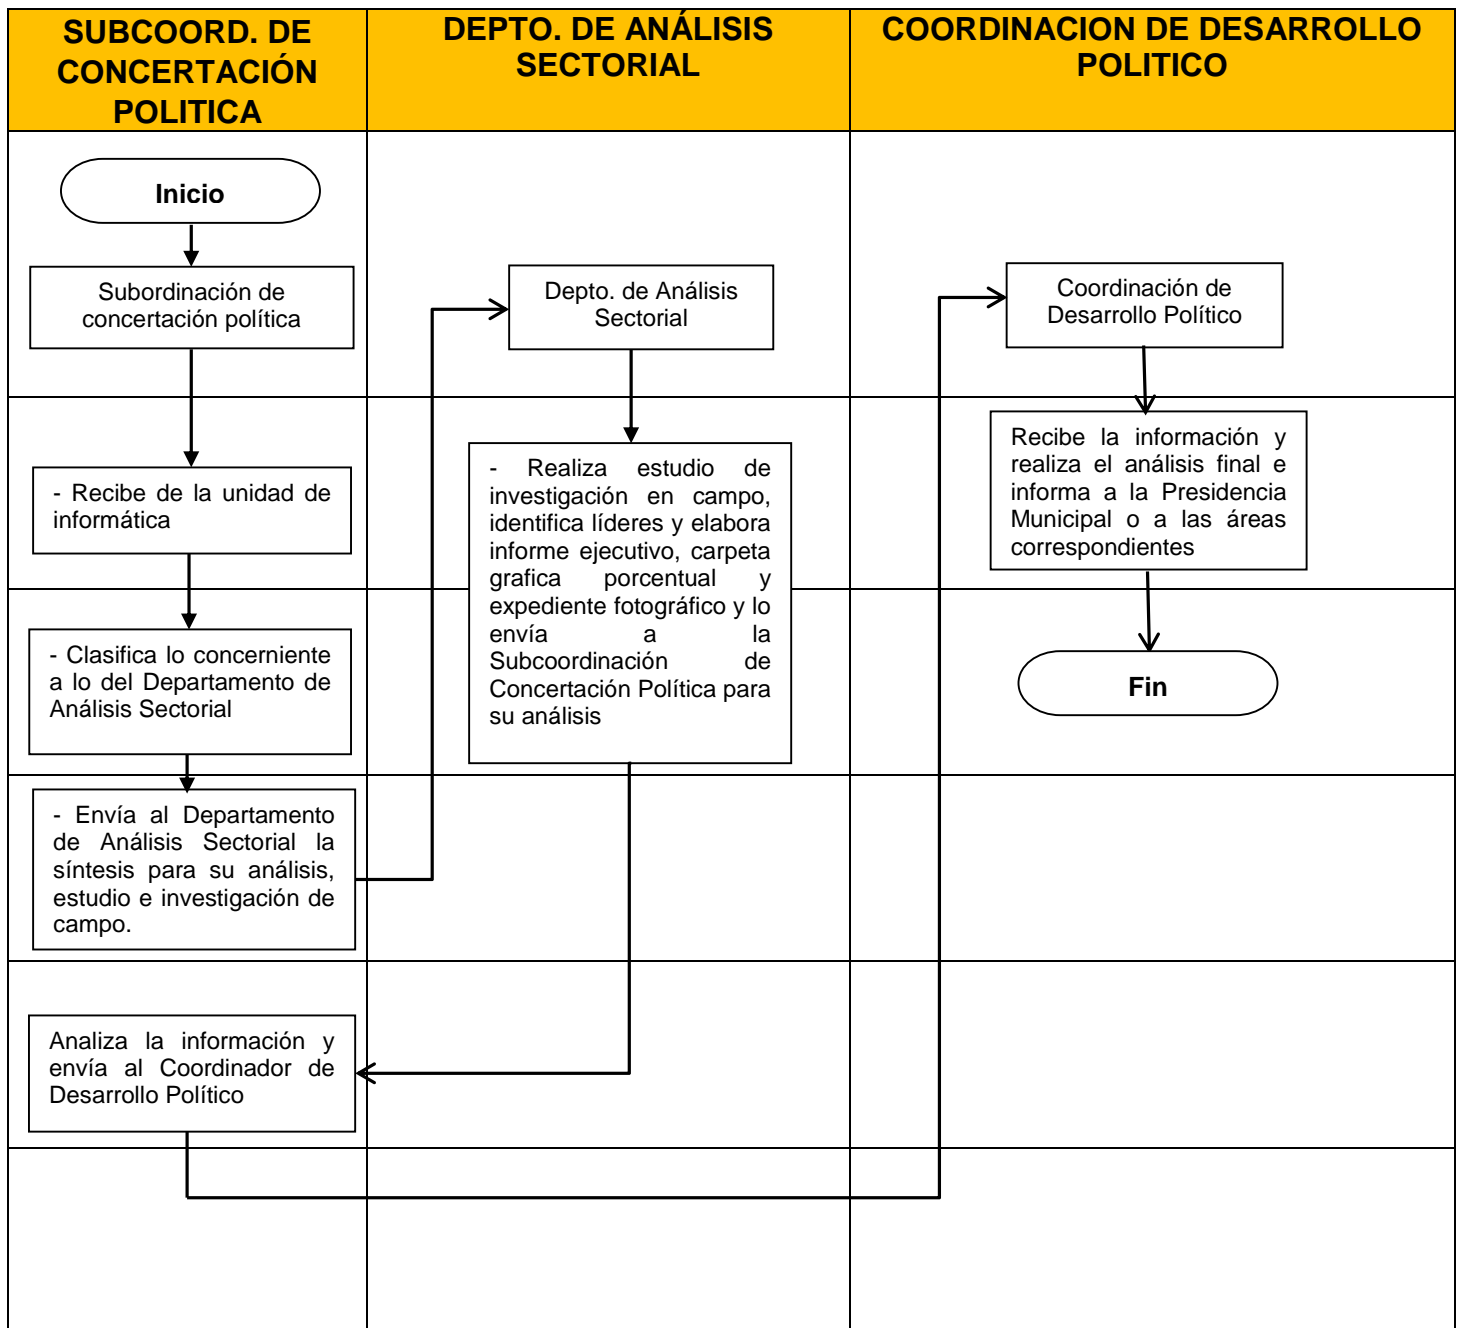 SUBCOORD. DE
CONCERTACIÓN
POLITICA
DEPTO. DE ANÁLISIS
SECTORIAL
COORDINACION DE DESARROLLO
POLITICO
Inicio
Subordinación de
concertación política
- Recibe de la unidad de
informática
- Clasifica lo concerniente
a lo del Departamento de
Análisis Sectorial
- Envía al Departamento
de Análisis Sectorial la
síntesis para su análisis,
estudio e investigación de
campo.
Depto. de Análisis
Sectorial
- Realiza estudio de
investigación en campo,
identifica líderes y elabora
informe ejecutivo, carpeta
grafica porcentual y
expediente fotográfico y lo
envía a la
Subcoordinación de
Concertación Política para
su análisis
Analiza la información y
envía al Coordinador de
Desarrollo Político
Coordinación de
Desarrollo Político
Recibe la información y
realiza el análisis final e
informa a la Presidencia
Municipal o a las áreas
correspondientes
Fin